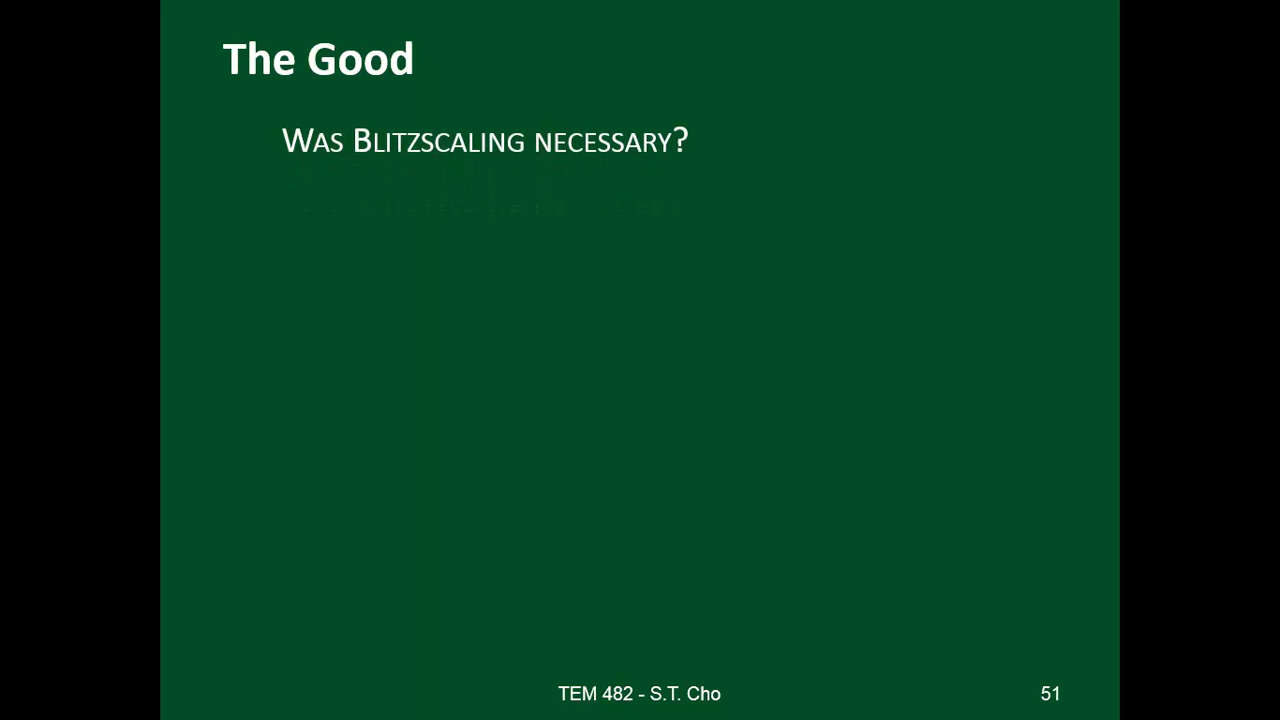 The Good
Was Blitzscaling necessary?
TEM 482 - S.T. Cho
51